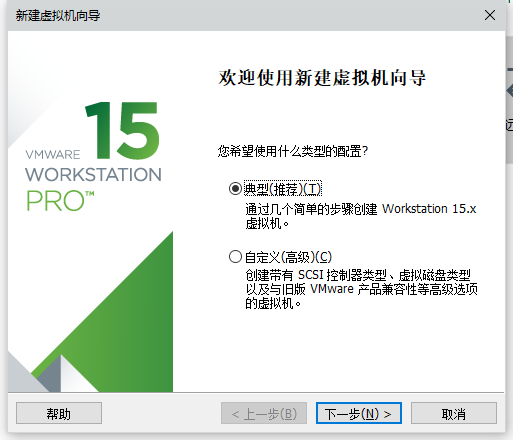 新建虚拟机向导
欢迎使用新建虚拟机向导
15
VMWARE
WORKSTATION
PRO™
您希望使用什么类型的配置?
典型(推荐)(T)
通过几个简单的步骤创建 Workstation 15.x
虚拟机。
自定义(高级)(C)
创建带有 SCSI 控制器类型、虚拟磁盘类型
以及与旧版 VMware 产品兼容性等高级选项
的虚拟机。
帮助
< 上一步(B)
下一步(N) >
取消